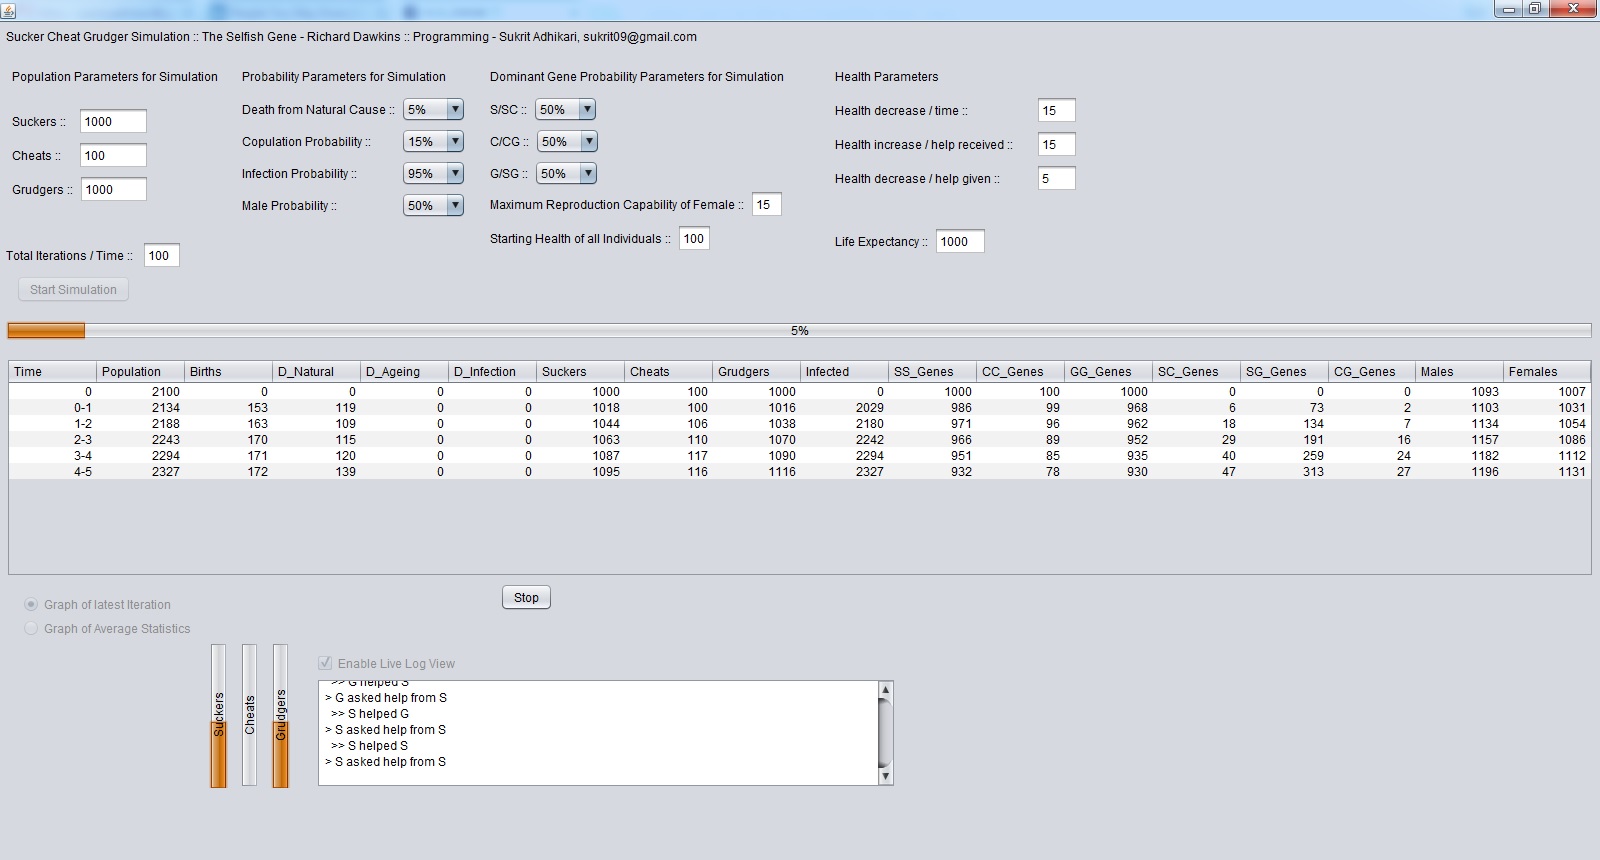 Sucker Cheat Grudger Simulation :: The Selfish Gene - Richard Dawkins :: Programming - Sukrit Adhikari, sukrit09@gmail.com
Population Parameters for Simulation
Suckers :: 1000
Cheats :: 100
Grudgers :: 1000
Total Iterations / Time :: 100
Probability Parameters for Simulation
Death from Natural Cause :: 5%
Copulation Probability :: 15%
Infection Probability :: 95%
Male Probability :: 50%
Dominant Gene Probability Parameters for Simulation
S/SC :: 50%
C/CG :: 50%
G/SG :: 50%
Maximum Reproduction Capability of Female :: 15
Starting Health of all Individuals :: 100
Health Parameters
Health decrease / time :: 15
Health increase / help received :: 15
Health decrease / help given :: 5
Life Expectancy :: 1000
Start Simulation
5%
Time Population Births D_Natural D_Ageing D_Infection Suckers Cheats Grudgers Infected SS_Genes CC_Genes GG_Genes SC_Genes SG_Genes CG_Genes Males Females
0 2100 0 0 0 0 1000 100 1000 0 1000 100 1000 0 0 0 1093 1007
0-1 2134 153 119 0 0 1018 100 1016 2029 986 99 968 6 73 2 1103 1031
1-2 2188 163 109 0 0 1044 106 1038 2180 971 96 962 18 134 7 1134 1054
2-3 2243 170 115 0 0 1063 110 1070 2242 966 89 952 29 191 16 1157 1086
3-4 2294 171 120 0 0 1087 117 1090 2294 951 85 935 40 259 24 1182 1112
4-5 2327 172 139 0 0 1095 116 1116 2327 932 78 930 47 313 27 1196 1131
Stop
Graph of latest Iteration
Graph of Average Statistics
Suckers
Cheats
Grudgers
Enable Live Log View
>> G helped S
> G asked help from S
>> S helped G
> S asked help from S
>> S helped S
> S asked help from S